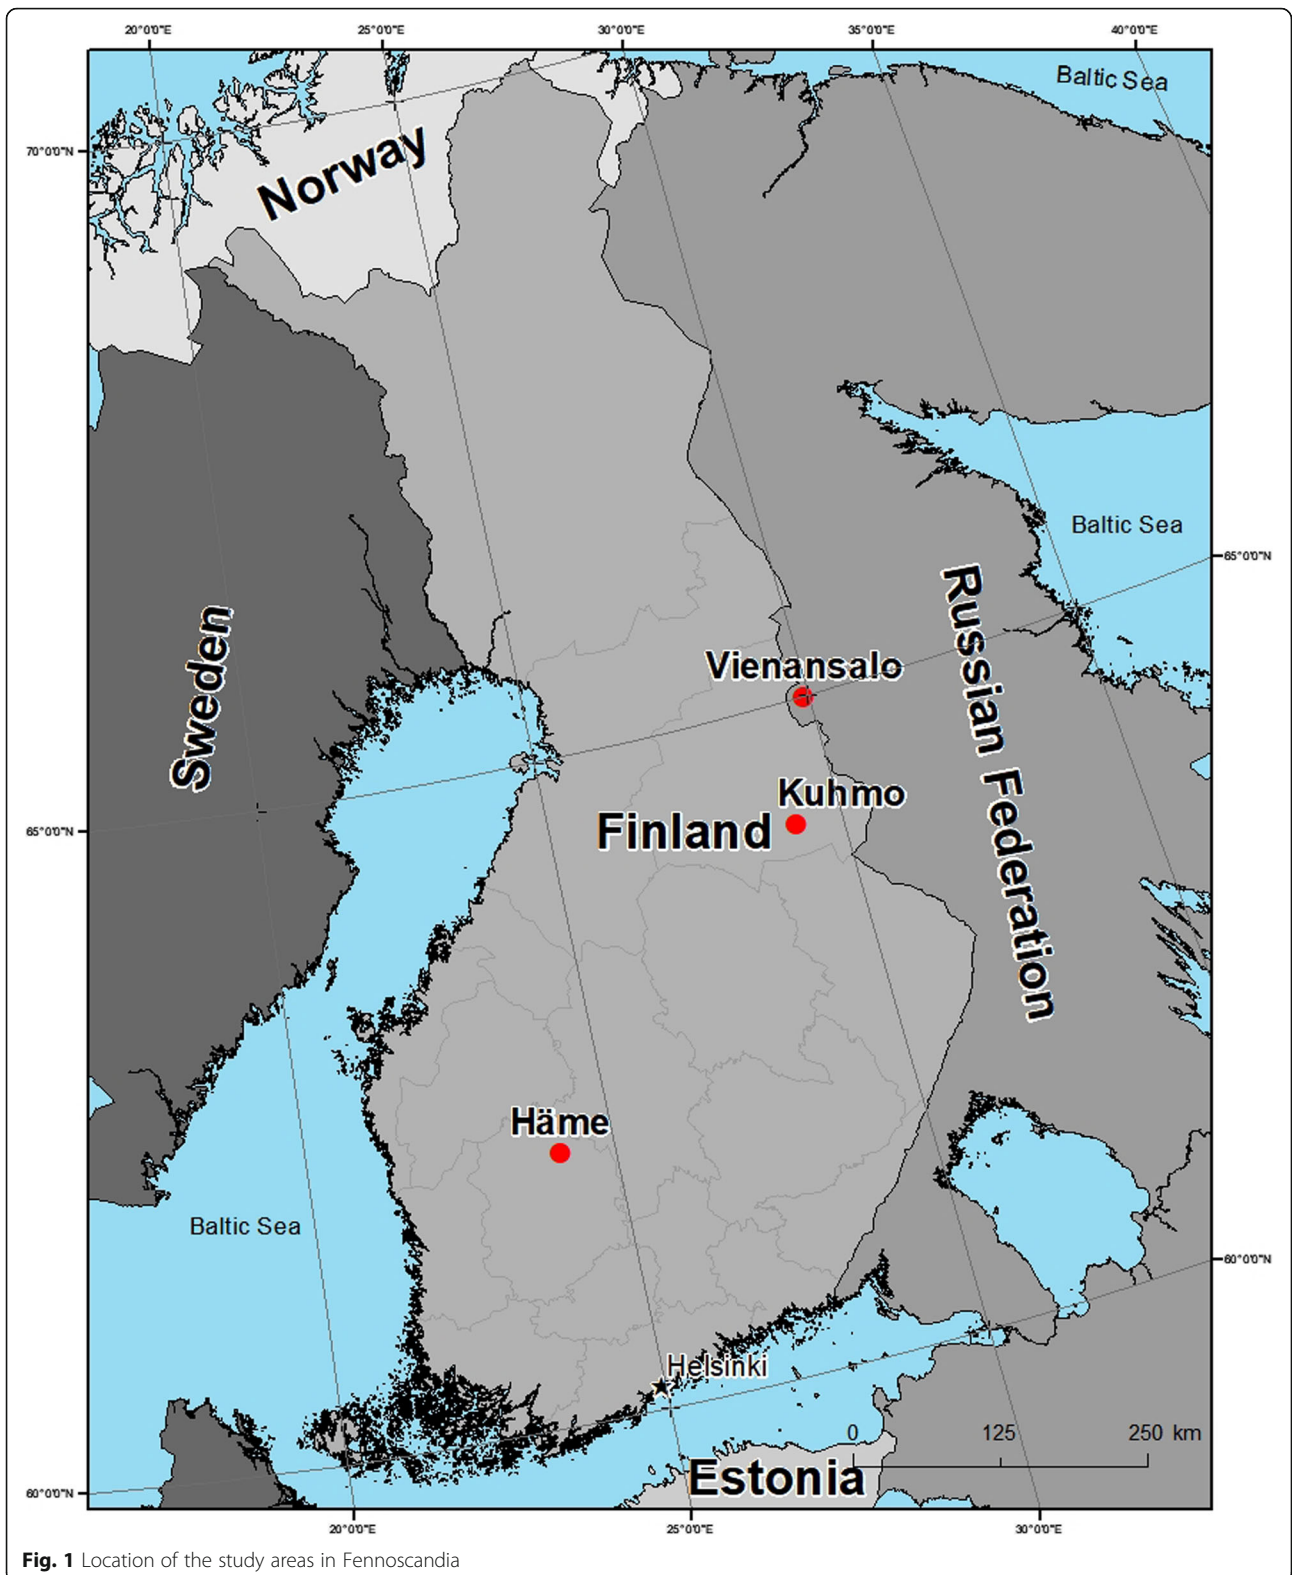 20°0'0"E
25°0'0"E
30°0'0"E
35°0'0"E
40°0'0"E
Baltic Sea
70°0'0"N
Norway
Baltic Sea
65°0'0"N
Russian Federation
Sweden
Vienansalo
Kuhmo
Finland
65°0'0"N
Häme
Baltic Sea
60°0'0"N
Helsinki
0 125 250 km
Estonia
60°0'0"N
20°0'0"E
25°0'0"E
30°0'0"E
Fig. 1 Location of the study areas in Fennoscandia